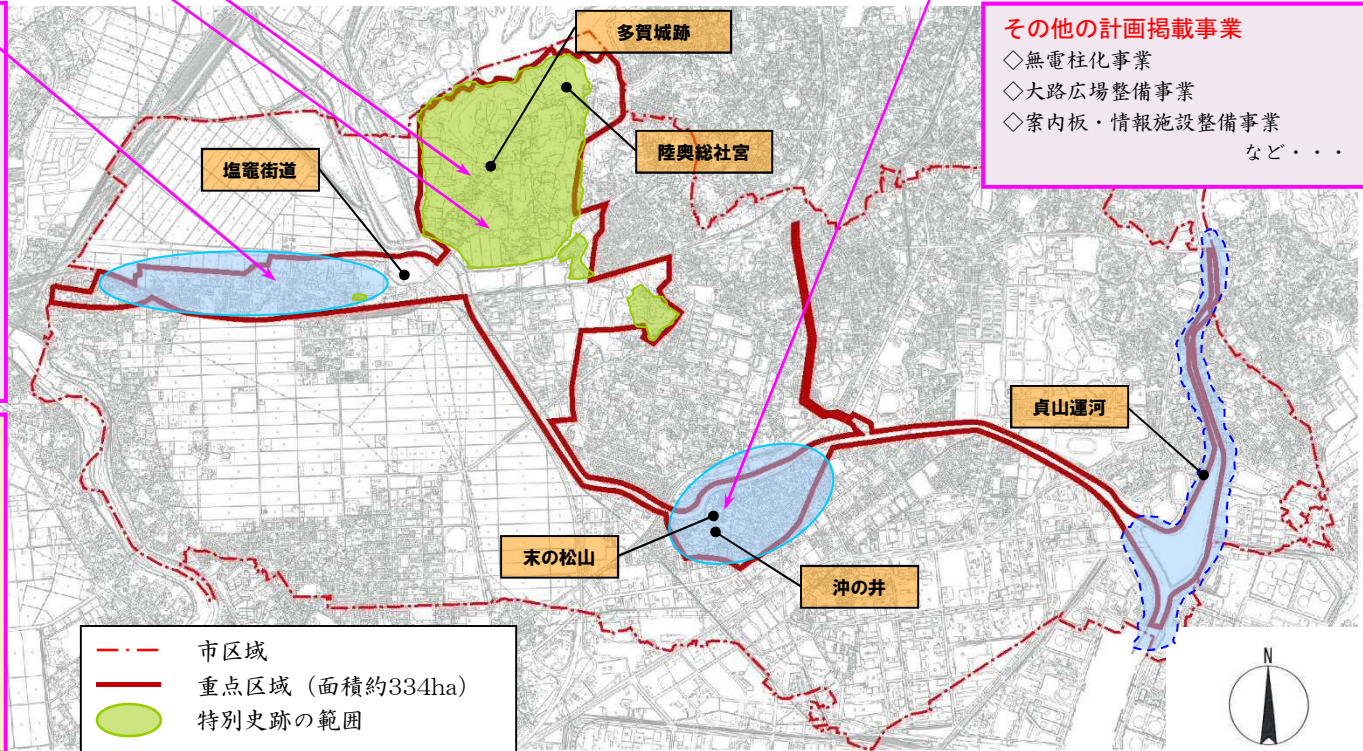 多賀城跡
その他の計画掲載事業
◇無電柱化事業
◇大路広場整備事業
◇案内板・情報施設整備事業
など・・・
陸奥総社宮
塩竈街道
貞山運河
末の松山
沖の井
市区域
重点区域（面積約334ha）
特別史跡の範囲
N